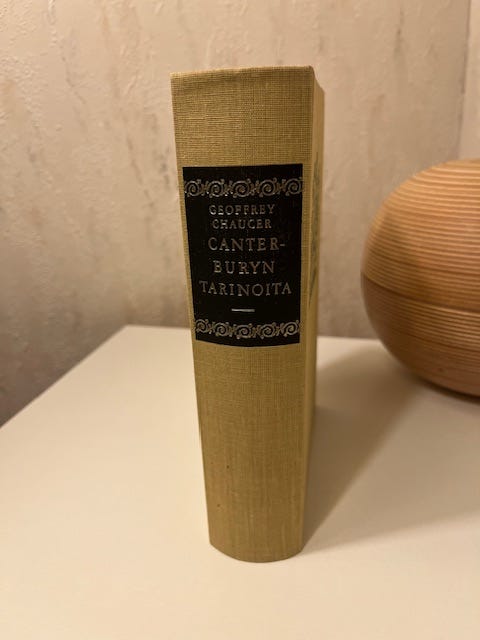 GEOFFREY
CHAUCER
CANTER-
BURYN
TARINOITA